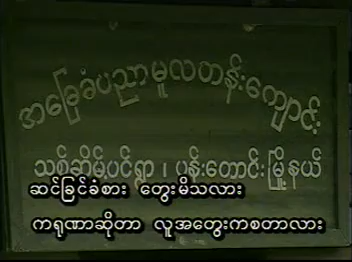 အခြေခံပညာမူလတန်းကျောင်း
သစ်ဆိမ့်ပင်ရွာ ၊ ပန်းတောင်းမြို့နယ်
ဆင်ခြင်ခံစား တွေးမိသလား
ကရုဏာဆိုတာ လူအတွေးကစတာလား